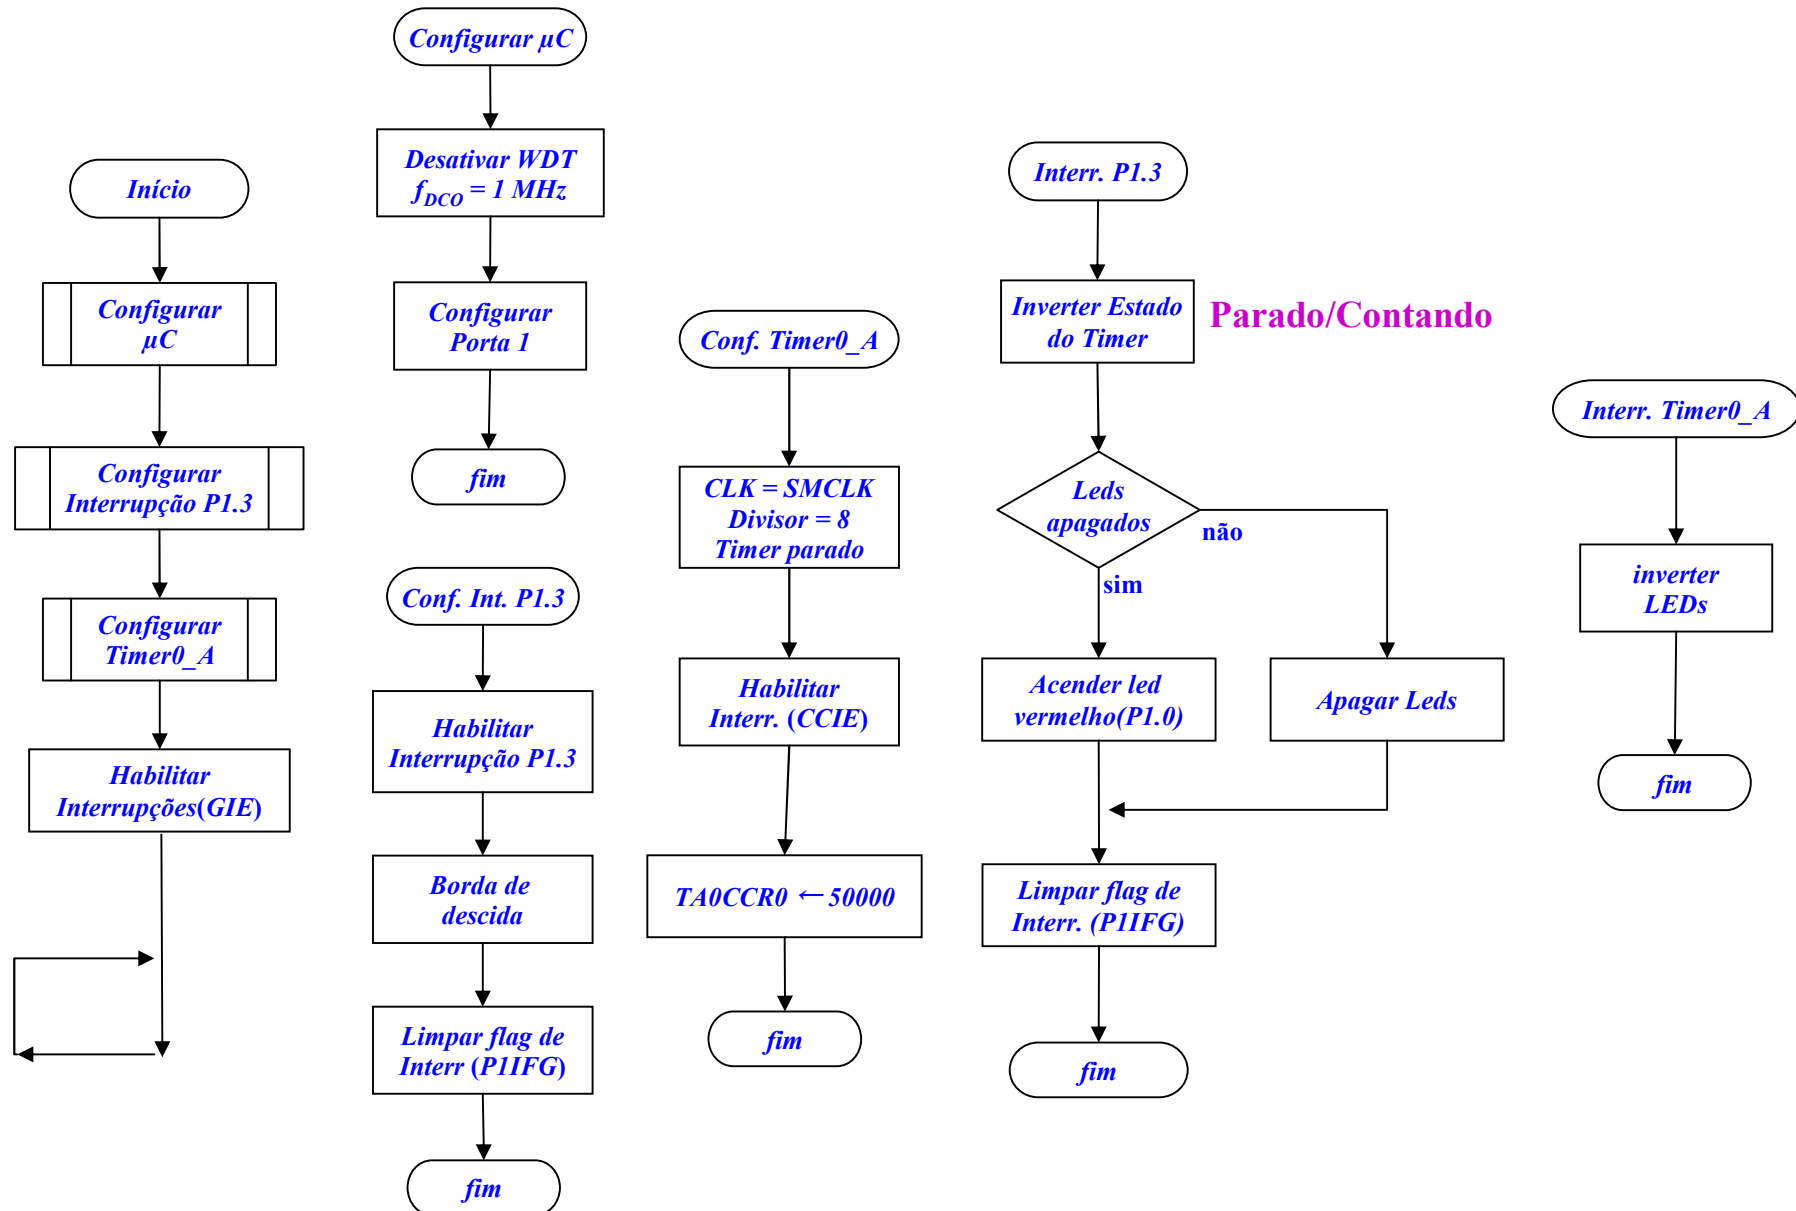 Início
Configurar
µC
Configurar
Interrupção P1.3
Configurar
Timer0_A
Habilitar
Interrupções(GIE)
Configurar µC
Desativar WDT
fDCO = 1 MHz
Configurar
Porta 1
fim
Conf. Int. P1.3
Habilitar
Interrupção P1.3
Borda de
descida
Limpar flag de
Interr (P1IFG)
fim
Conf. Timer0_A
CLK = SMCLK
Divisor = 8
Timer parado
Habilitar
Interr. (CCIE)
TA0CCR0 ← 50000
fim
Interr. P1.3
Inverter Estado
do Timer
Parado/Contando
Leds
apagados
não
sim
Acender led
vermelho(P1.0)
Apagar Leds
Limpar flag de
Interr. (P1IFG)
fim
Interr. Timer0_A
inverter
LEDs
fim